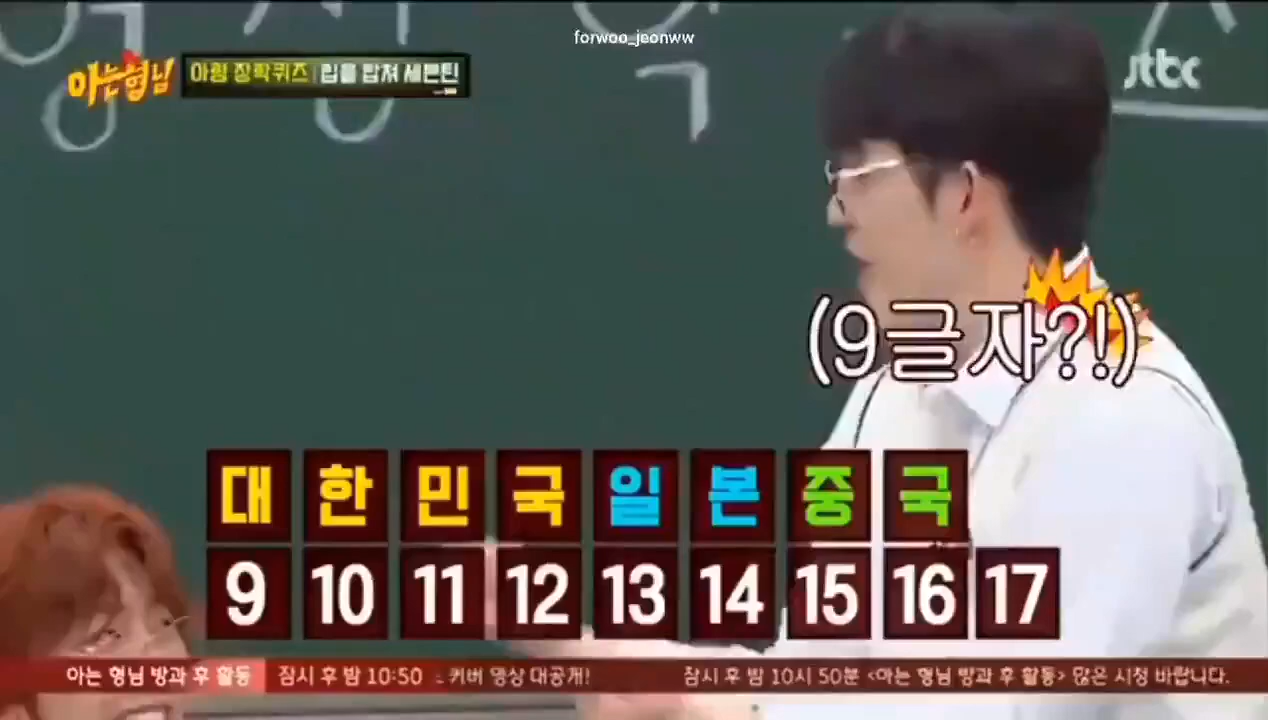 forwoo_jeonww
아는형님
아형 장학퀴즈 | 입을 맞춰 세븐틴
jtbc
(9글자?!)
대 한 민 국 일 본 중 국
9 10 11 12 13 14 15 16 17
아는 형님 방과 후 활동 잠시 후 밤 10:50 커버 영상 대공개! 잠시 후 밤 10시 50분 <아는 형님 방과 후 활동> 많은 시청 바랍니다.